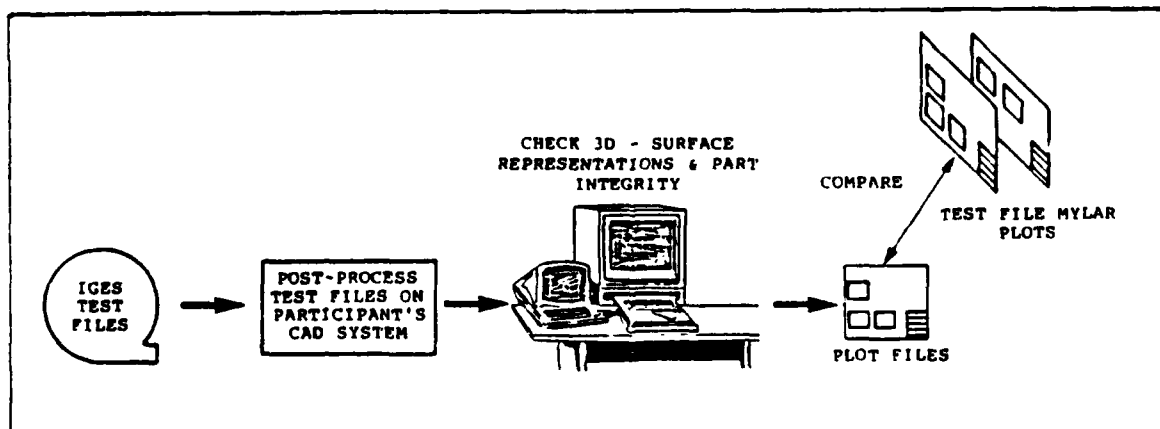 IGES
TEST
FILES
POST-PROCESS
TEST FILES ON
PARTICIPANT'S
CAD SYSTEM
CHECK 3D - SURFACE
REPRESENTATIONS & PART
INTEGRITY
COMPARE
TEST FILE MYLAR
PLOTS
PLOT FILES